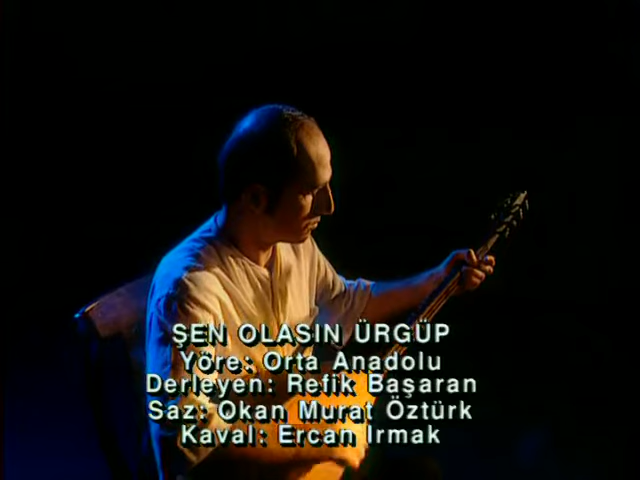 ŞEN OLASIN ÜRGÜP
Yöre: Orta Anadolu
Derleyen: Refik Başaran
Saz: Okan Murat Öztürk
Kaval: Ercan Irmak